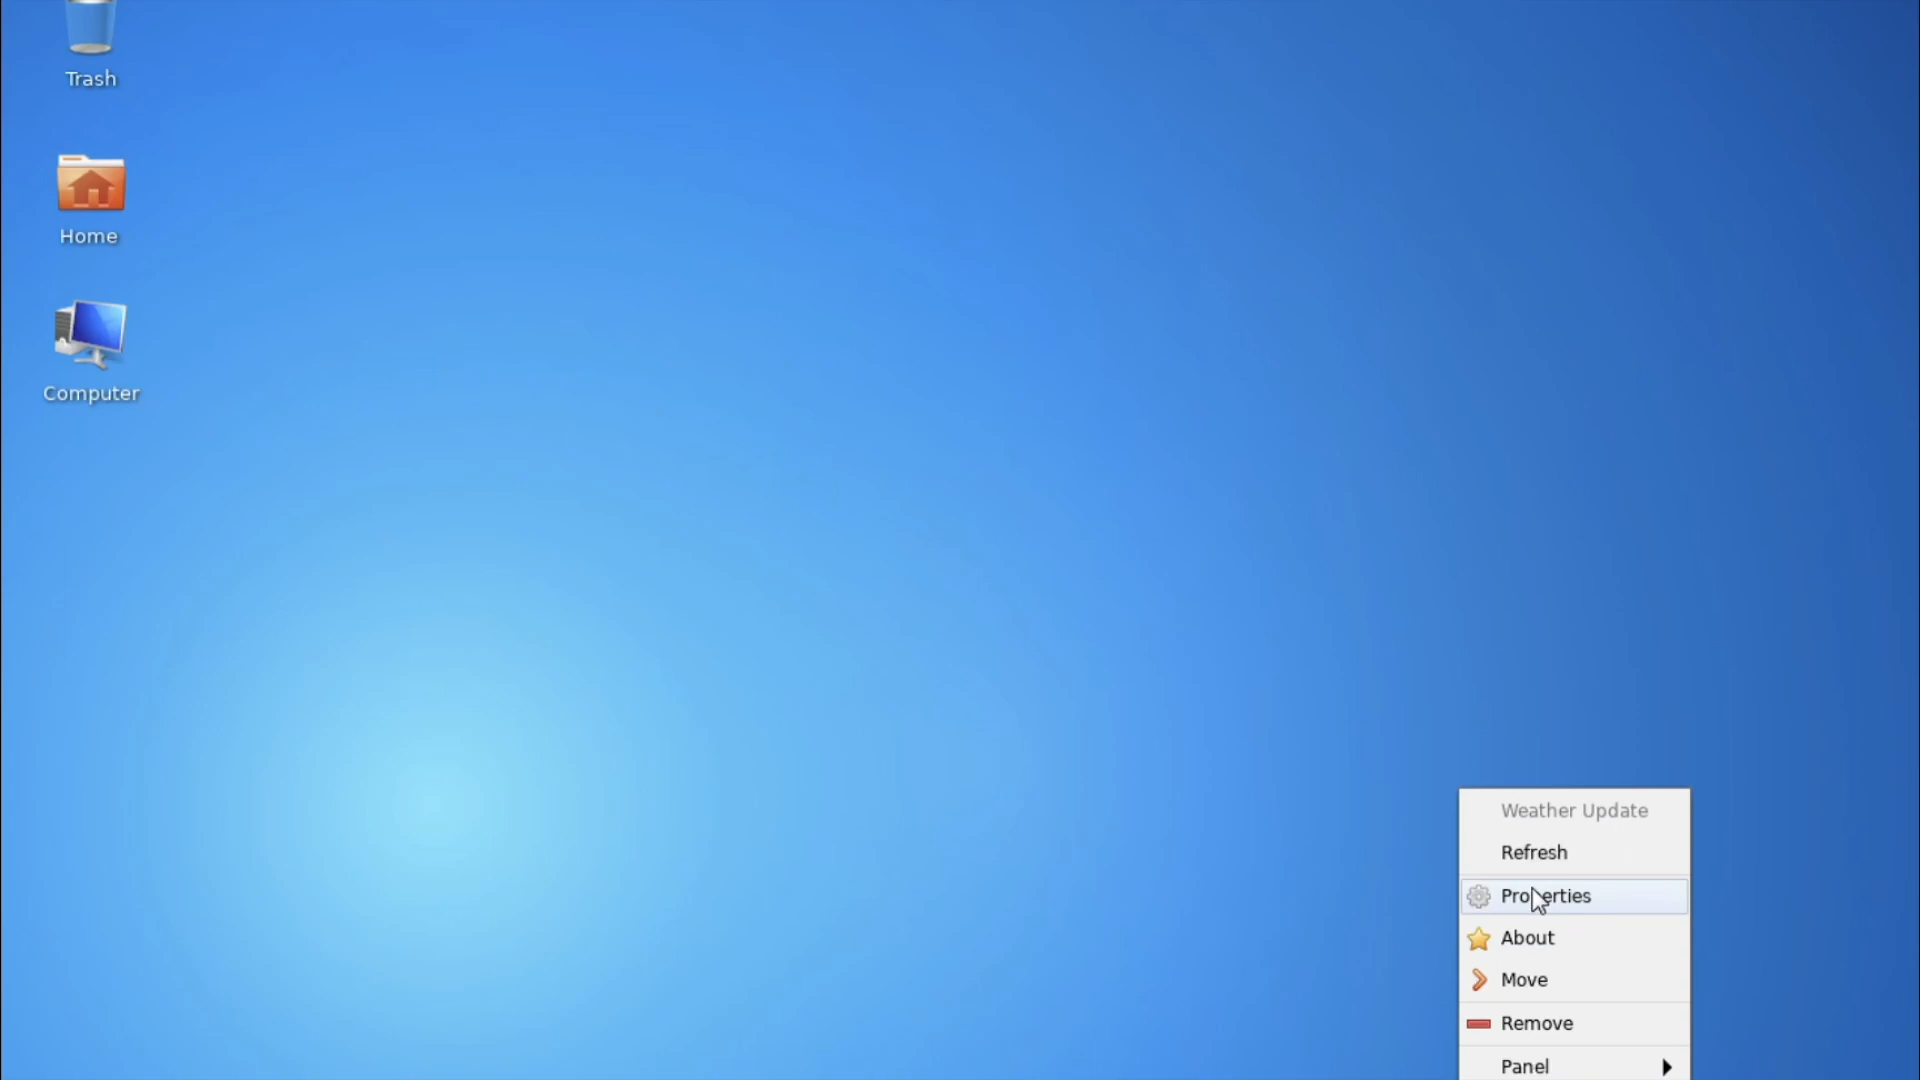 Trash
Home
Computer
Weather Update
Refresh
Properties
About
Move
Remove
Panel